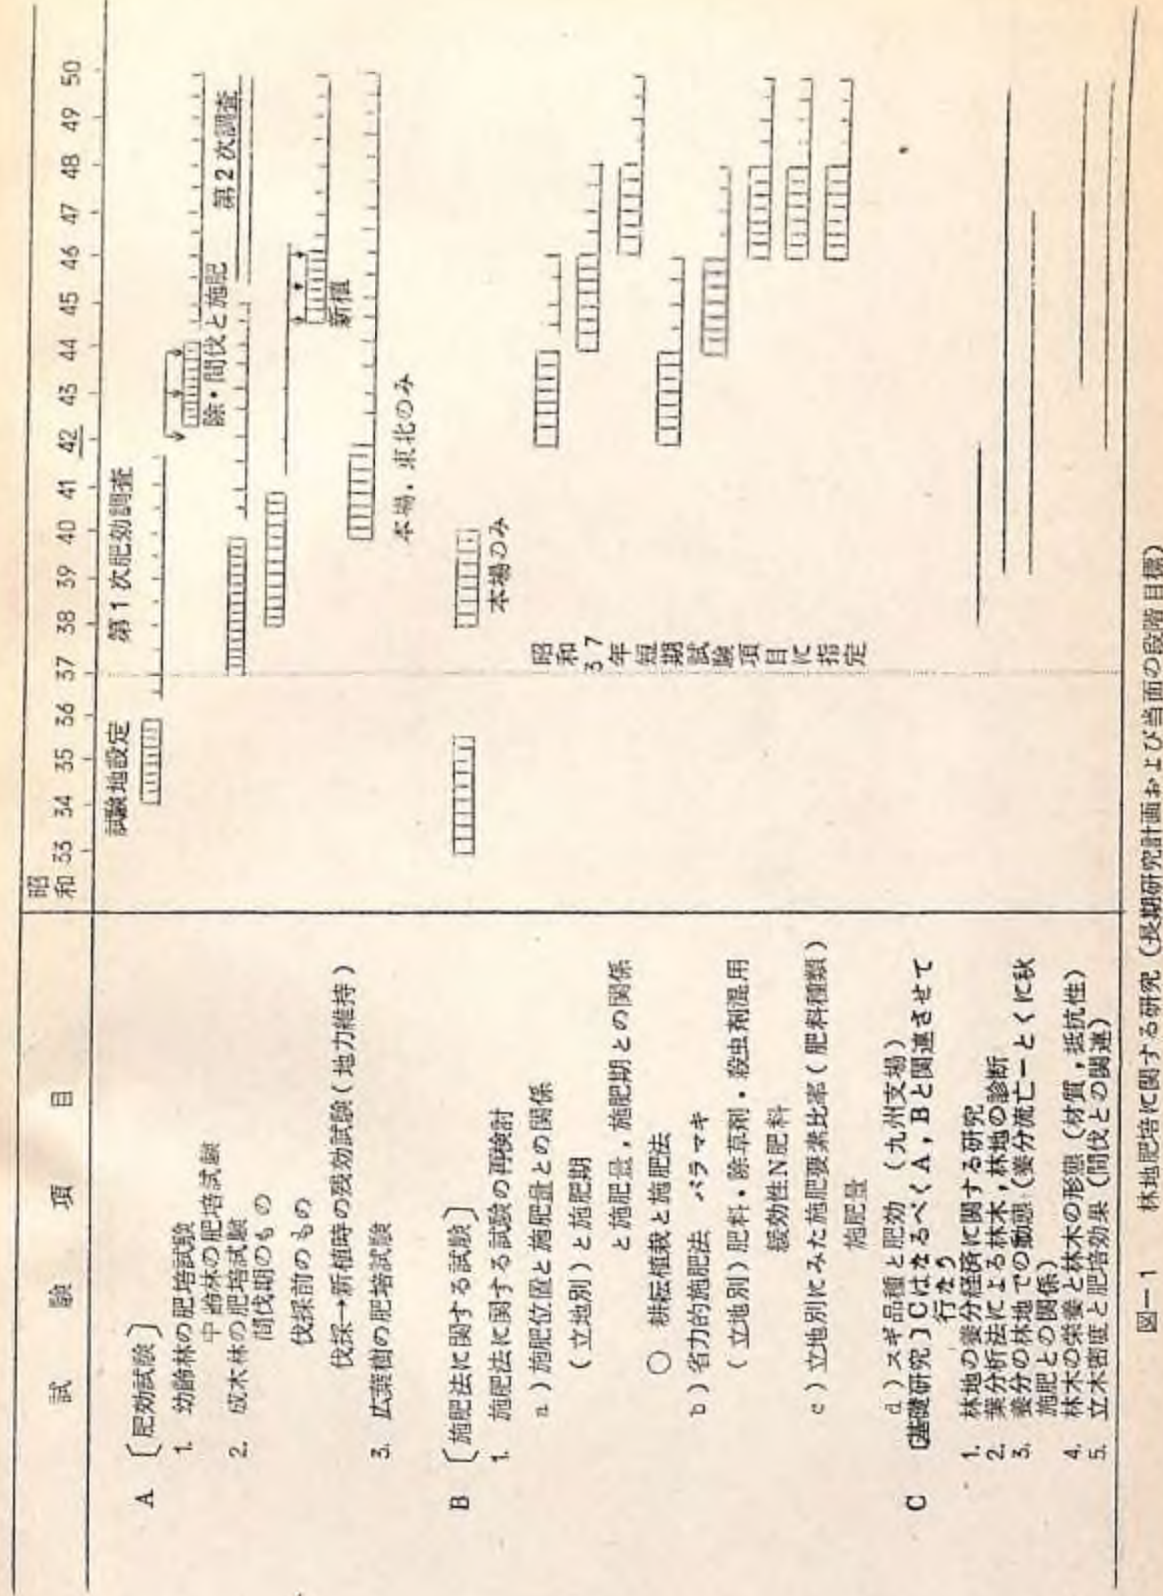 試験項目
昭和 33 34 35 36 37 38 39 40 41 42 43 44 45 46 47 48 49 50
A 〔肥効試験〕
試験地設定 第1次肥効調査
1. 幼齢林の肥培試験
中齢林の肥培試験
除・間伐と施肥 第2次調査
2. 成木林の肥培試験
間伐期のもの
伐採前のもの
伐採→新植時の残効試験(地力維持)
新植
3. 広葉樹の肥培試験
本場,東北のみ
B 〔施肥法に関する試験〕
1. 施肥法に関する試験の再検討
本場のみ
昭和37年短期試験項目に指定
a)施肥位置と施肥量との関係
(立地別)と施肥期
と施肥量,施肥期との関係
○ 耕耘植栽と施肥法
b)省力的施肥法 バラマキ
(立地別)肥料・除草剤・殺虫剤混用
緩効性N肥料
c)立地別にみた施肥要素比率(肥料種類)
施肥量
d)スギ品種と肥効 (九州支場)
C 〔基礎研究〕Cはなるべく A,Bと関連させて
行なう
1. 林地の養分経済に関する研究
2. 葉分析法による林木,林地の診断
3. 養分の林地での動態(養分流亡ーとくに秋
施肥との関係)
4. 林木の栄養と林木の形態(材質,抵抗性)
5. 立木密度と肥培効果(間伐との関連)
図ー1 林地肥培に関する研究(長期研究計画および当面の段階目標)